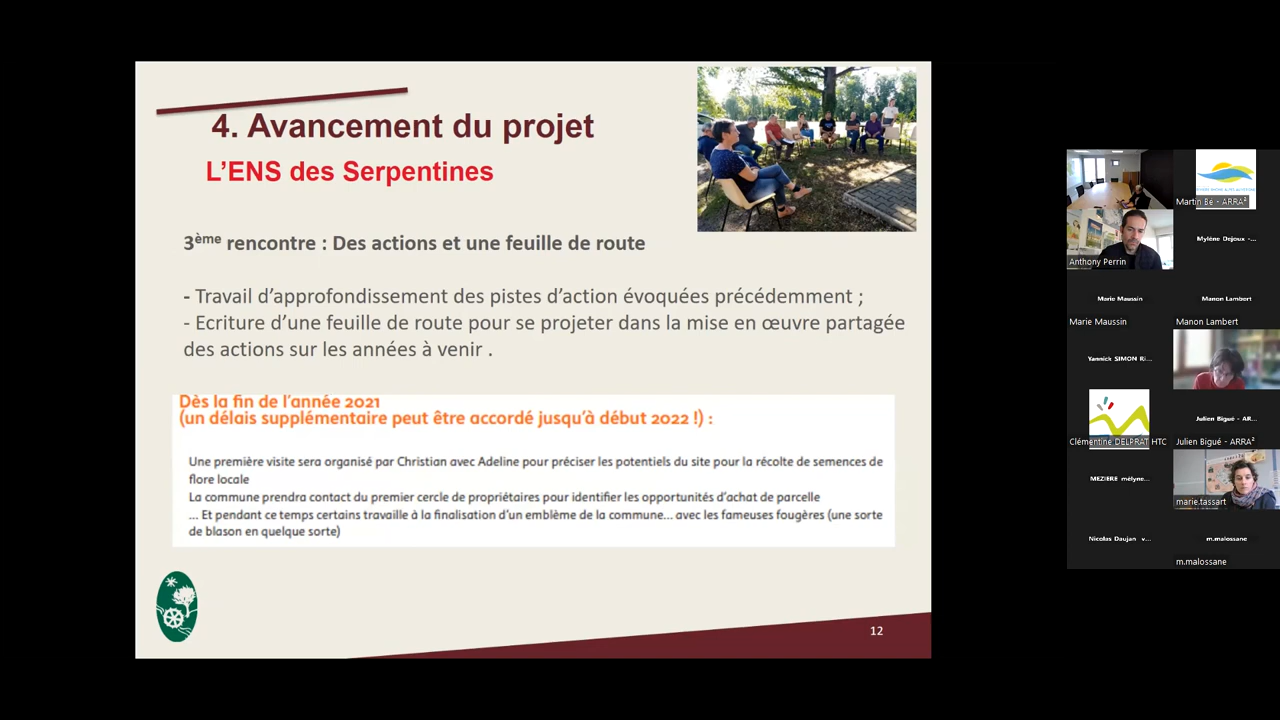 4. Avancement du projet
L'ENS des Serpentines
3ème rencontre : Des actions et une feuille de route
- Travail d'approfondissement des pistes d'action évoquées précédemment ;
- Ecriture d'une feuille de route pour se projeter dans la mise en œuvre partagée
des actions sur les années à venir .
Dès la fin de l'année 2021
(un délais supplémentaire peut être accordé jusqu'à début 2022 !) :
Une première visite sera organisé par Christian avec Adeline pour préciser les potentiels du site pour la récolte de semences de
flore locale
La commune prendra contact du premier cercle de propriétaires pour identifier les opportunités d'achat de parcelle
... Et pendant ce temps certains travaille à la finalisation d'un emblème de la commune... avec les fameuses fougères (une sorte
de blason en quelque sorte)
12
Martin Be - ARRA²
Anthony Perrin
Mylène Dejoux -...
Marie Maussin
Manon Lambert
Marie Maussin
Manon Lambert
Yannick SIMON Ri...
Julien Bigué - AR...
Clémentine DELPRAT HTC
Julien Bigué - ARRA²
MEZIERE mélyne...
marie.tassart
Nicolas Daujan v...
m.malossane
m.malossane